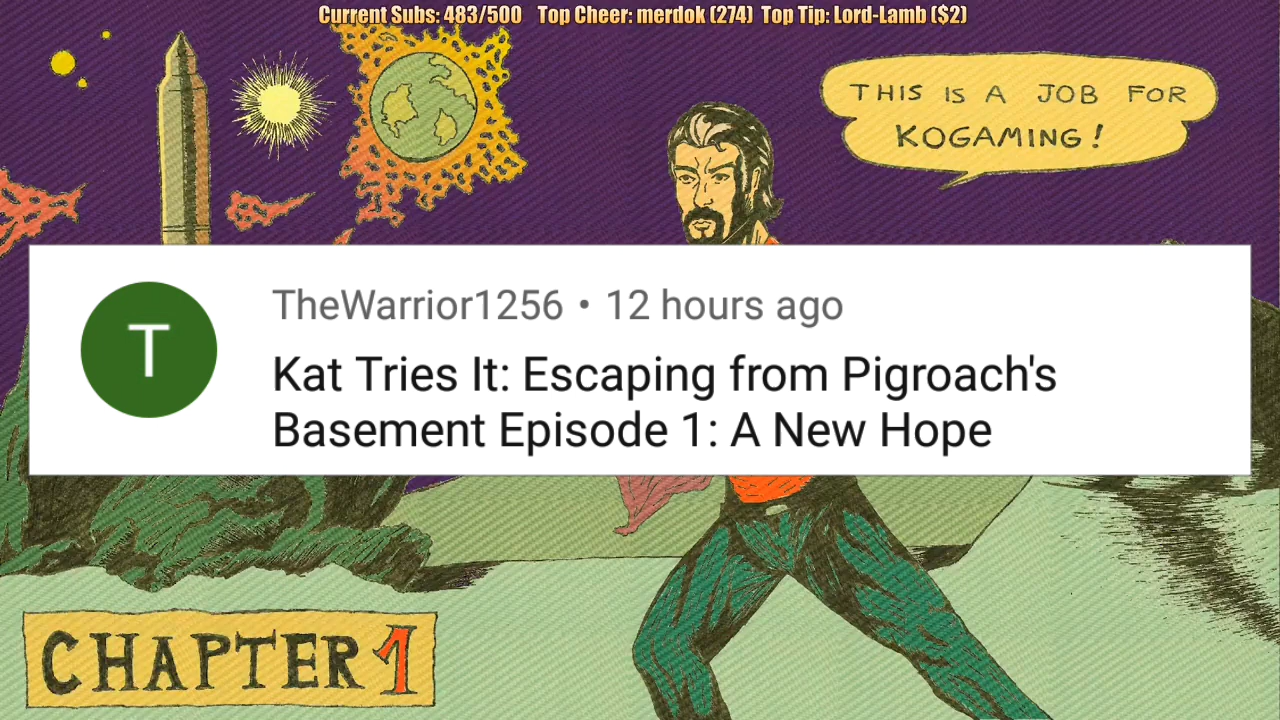 Current Subs: 483/500 Top Cheer: merdok (274) Top Tip: Lord-Lamb ($2)
THIS IS A JOB FOR
KOGAMING!
T
TheWarrior1256 • 12 hours ago
Kat Tries It: Escaping from Pigroach's
Basement Episode 1: A New Hope
CHAPTER 1